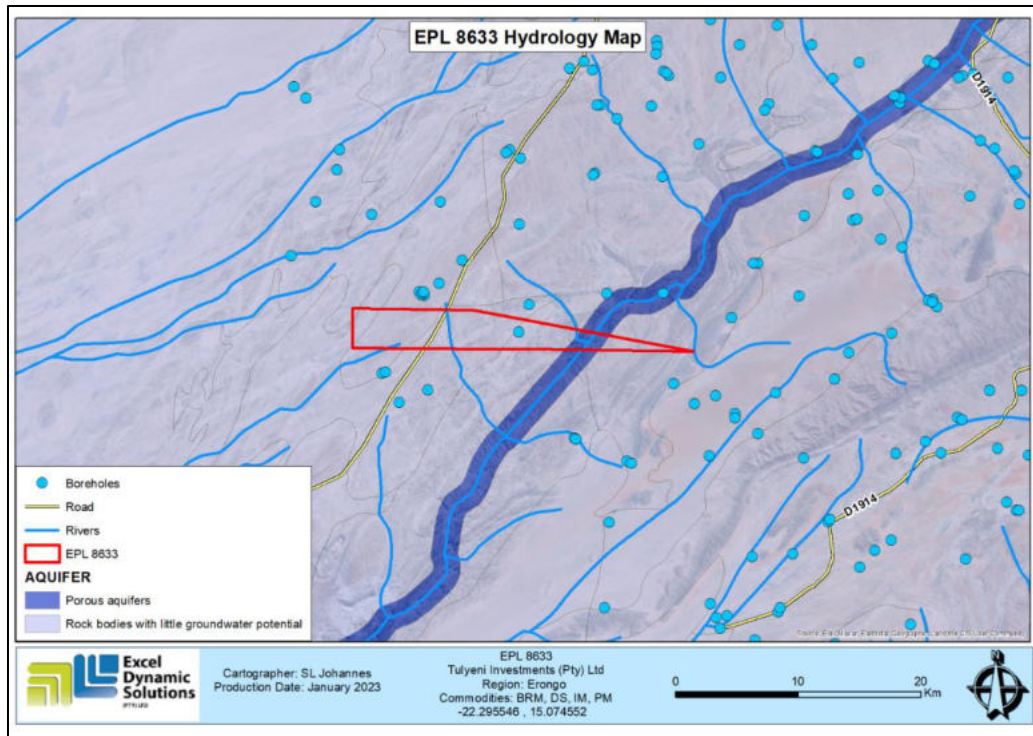 EPL 8633 Hydrology Map
D1914
D1914
Boreholes
Road
Rivers
EPL 8633
AQUIFER
Porous aquifers
Rock bodies with little groundwater potential
Excel
Dynamic
Solutions
(PTY) LTD
Cartographer: SL Johannes
Production Date: January 2023
EPL 8633
Tulyeni Investments (Pty) Ltd
Region: Erongo
Commodities: BRM, DS, IM, PM
-22.295546 , 15.074552
0 10 20
Km
N